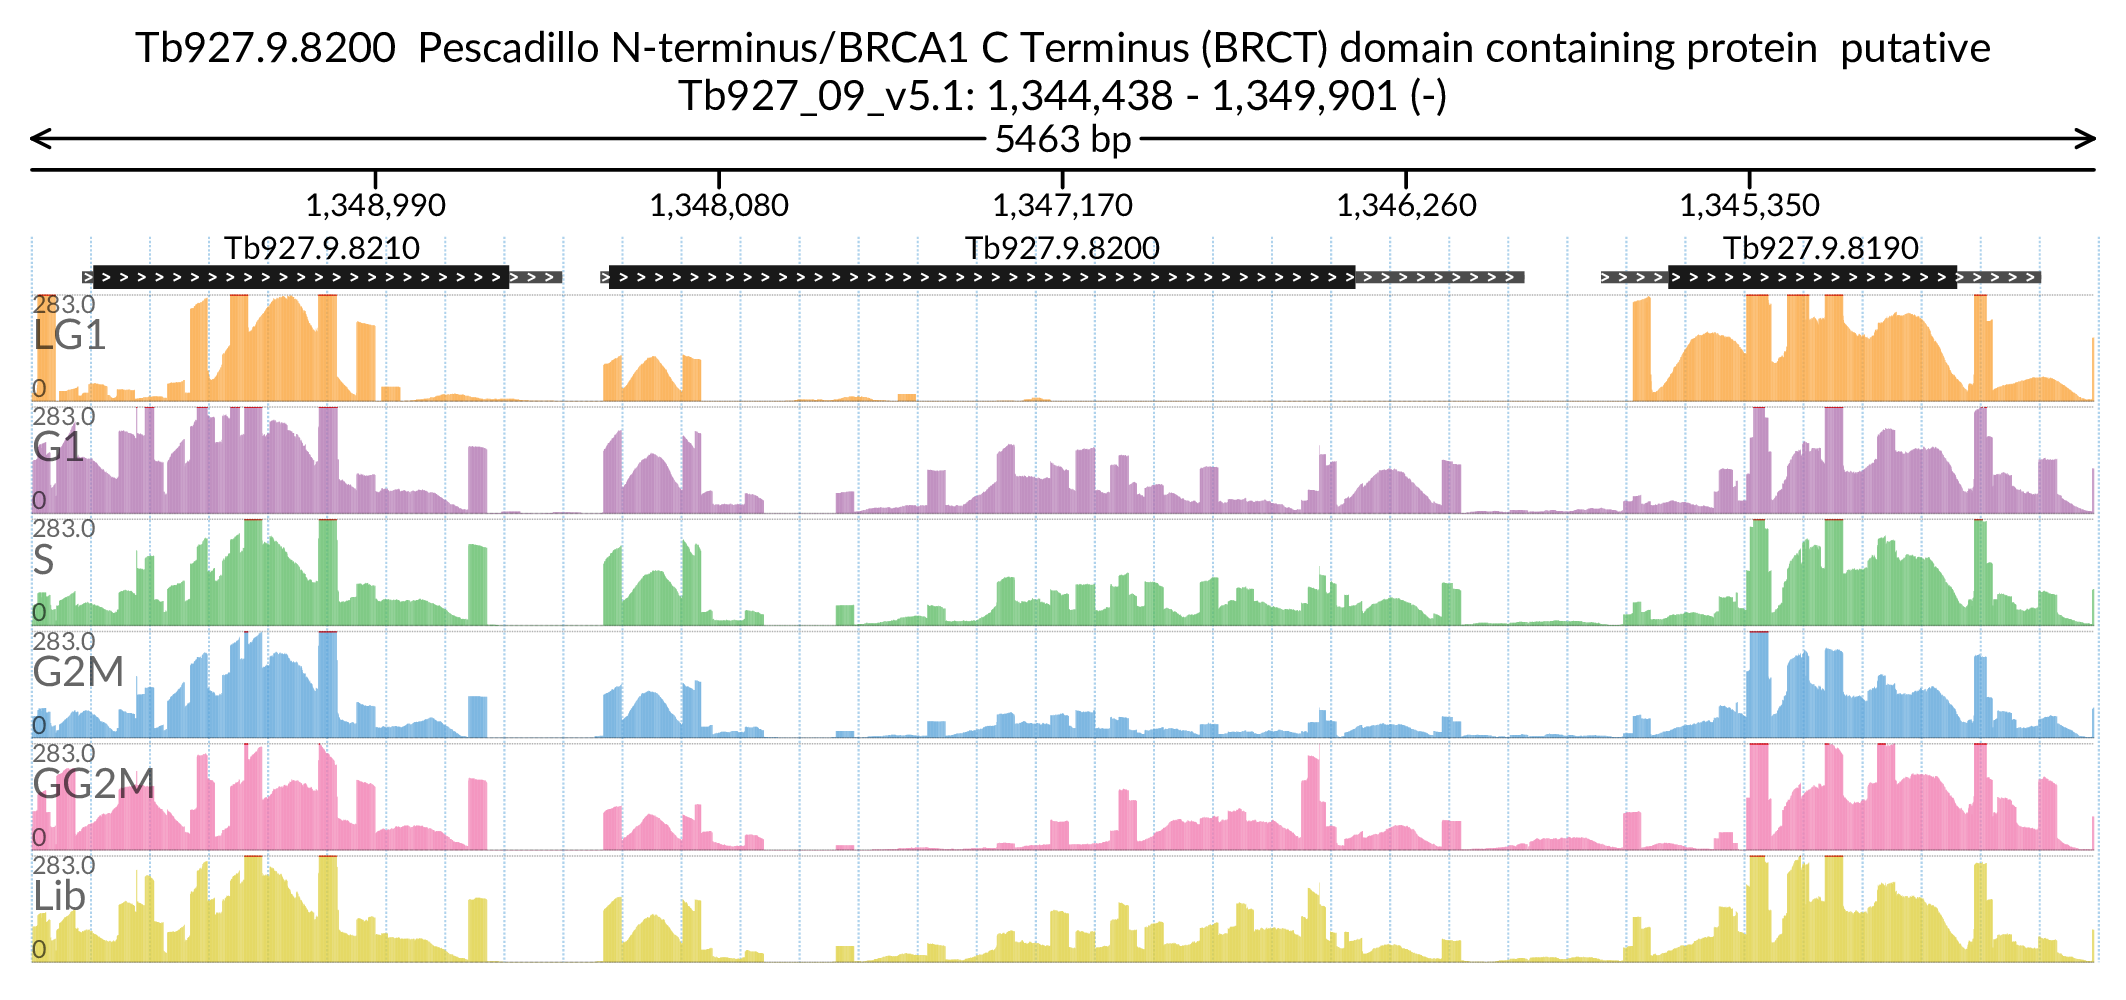 Tb927.9.8200  Pescadillo N-terminus/BRCA1 C Terminus (BRCT) domain containing protein  putative
Tb927_09_v5.1: 1,344,438 - 1,349,901 (-)
5463 bp
1,348,990 1,348,080 1,347,170 1,346,260 1,345,350
Tb927.9.8210 Tb927.9.8200 Tb927.9.8190
283.0
LG1
0
283.0
G1
0
283.0
S
0
283.0
G2M
0
283.0
GG2M
0
283.0
Lib
0